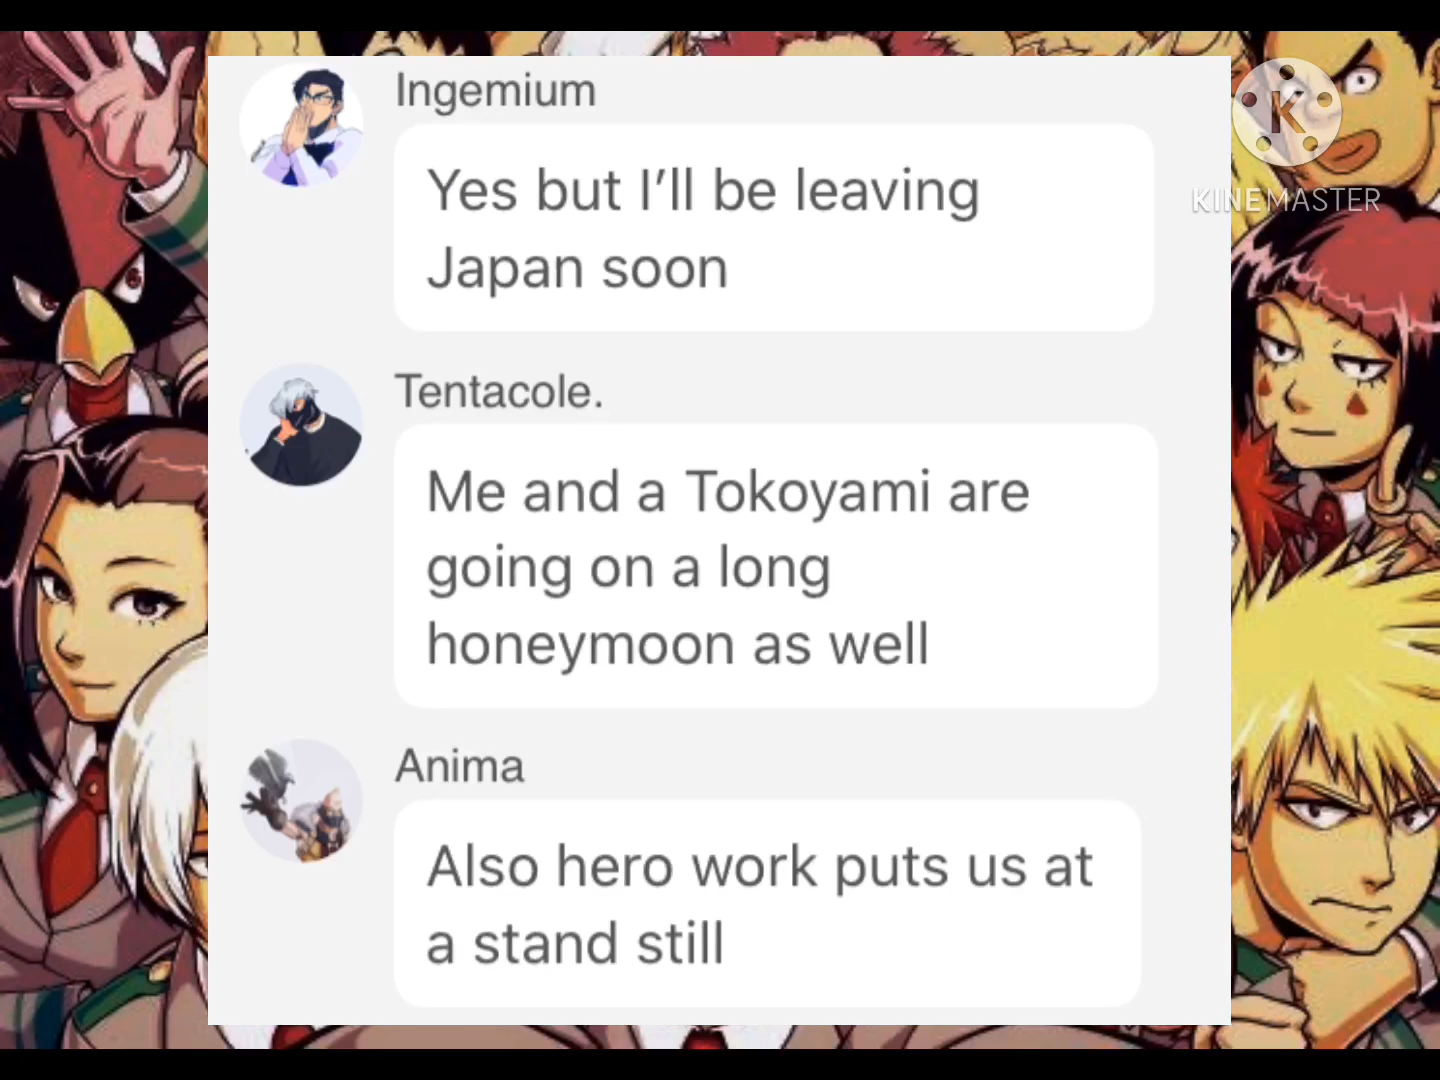 Ingemium
Yes but I'll be leaving
Japan soon
Tentacole.
Me and a Tokoyami are
going on a long
honeymoon as well
Anima
Also hero work puts us at
a stand still
K
KINEMASTER